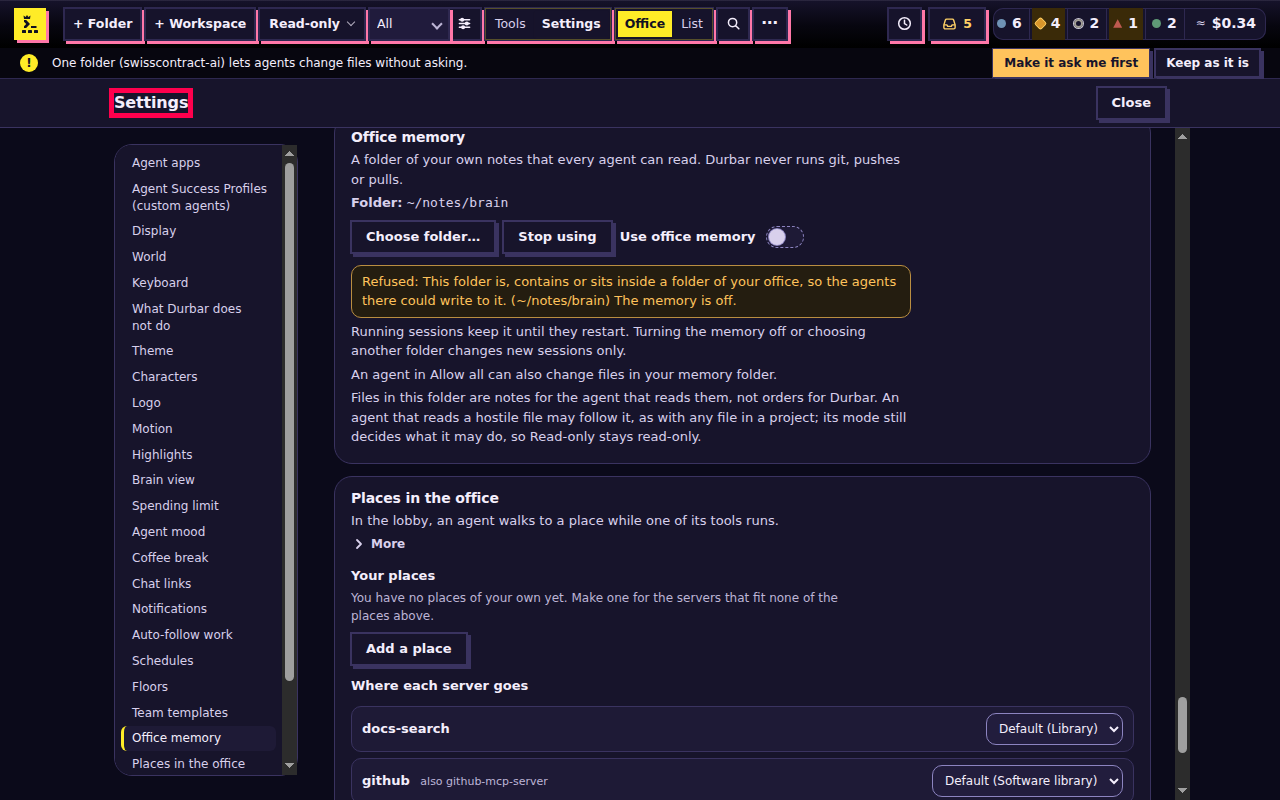 + Folder
+ Workspace
Read-only
All
Tools
Settings
Office
List
5
6
4
2
1
2
≈ $0.34
! One folder (swisscontract-ai) lets agents change files without asking.
Make it ask me first
Keep as it is
Settings
Close
Agent apps
Agent Success Profiles
(custom agents)
Display
World
Keyboard
What Durbar does
not do
Theme
Characters
Logo
Motion
Highlights
Brain view
Spending limit
Agent mood
Coffee break
Chat links
Notifications
Auto-follow work
Schedules
Floors
Team templates
Office memory
Places in the office
Office memory
A folder of your own notes that every agent can read. Durbar never runs git, pushes
or pulls.
Folder: ~/notes/brain
Choose folder…
Stop using
Use office memory
Refused: This folder is, contains or sits inside a folder of your office, so the agents
there could write to it. (~/notes/brain) The memory is off.
Running sessions keep it until they restart. Turning the memory off or choosing
another folder changes new sessions only.
An agent in Allow all can also change files in your memory folder.
Files in this folder are notes for the agent that reads them, not orders for Durbar. An
agent that reads a hostile file may follow it, as with any file in a project; its mode still
decides what it may do, so Read-only stays read-only.
Places in the office
In the lobby, an agent walks to a place while one of its tools runs.
More
Your places
You have no places of your own yet. Make one for the servers that fit none of the
places above.
Add a place
Where each server goes
docs-search
Default (Library)
github also github-mcp-server
Default (Software library)